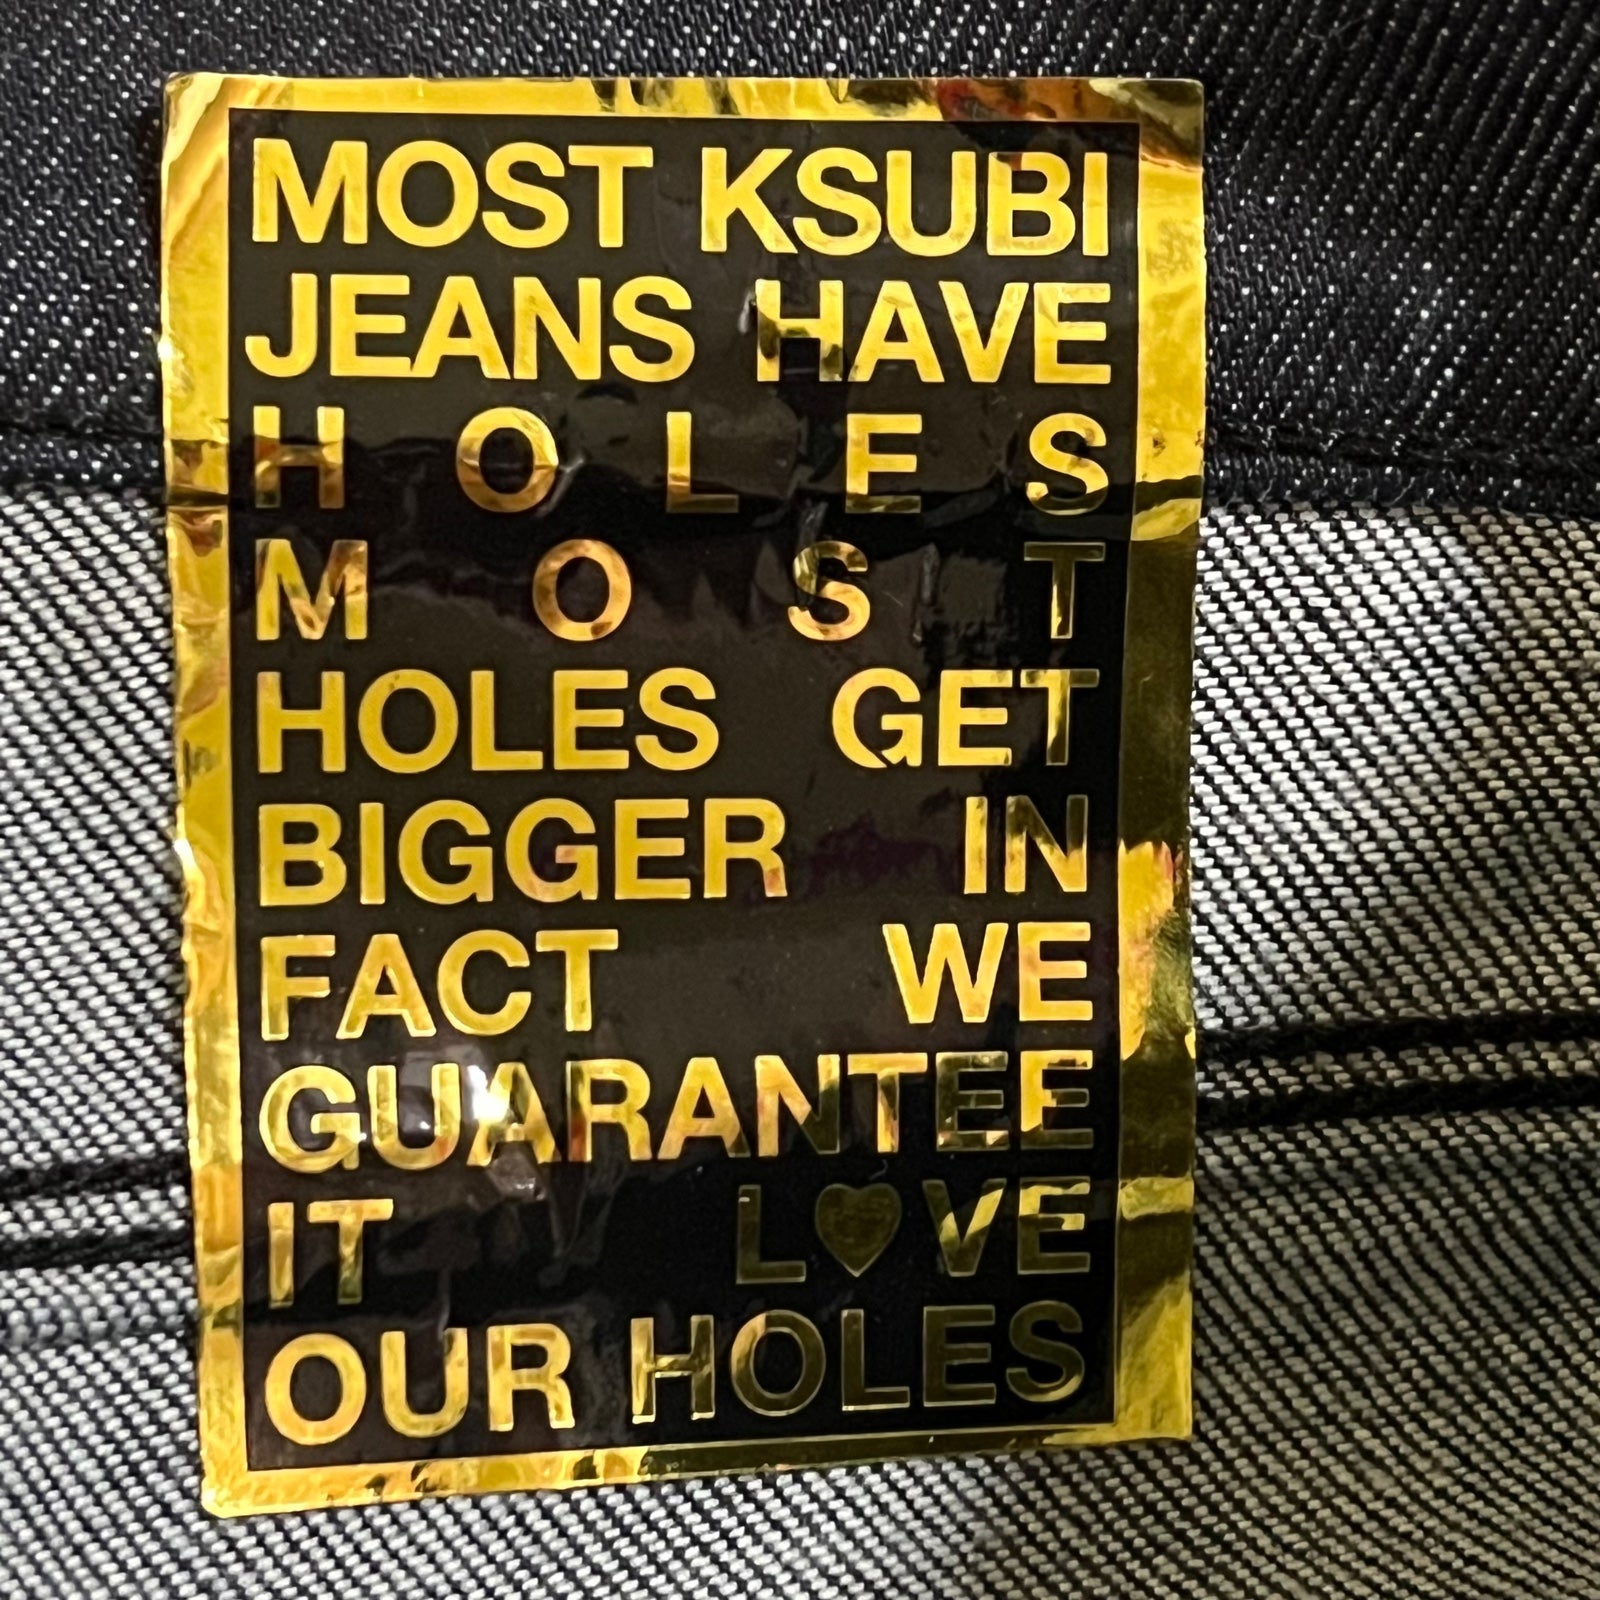 MOST KSUBI
JEANS HAVE
HOLES
MOST
HOLES GET
BIGGER IN
FACT WE
GUARANTEE
IT L♥VE
OUR HOLES